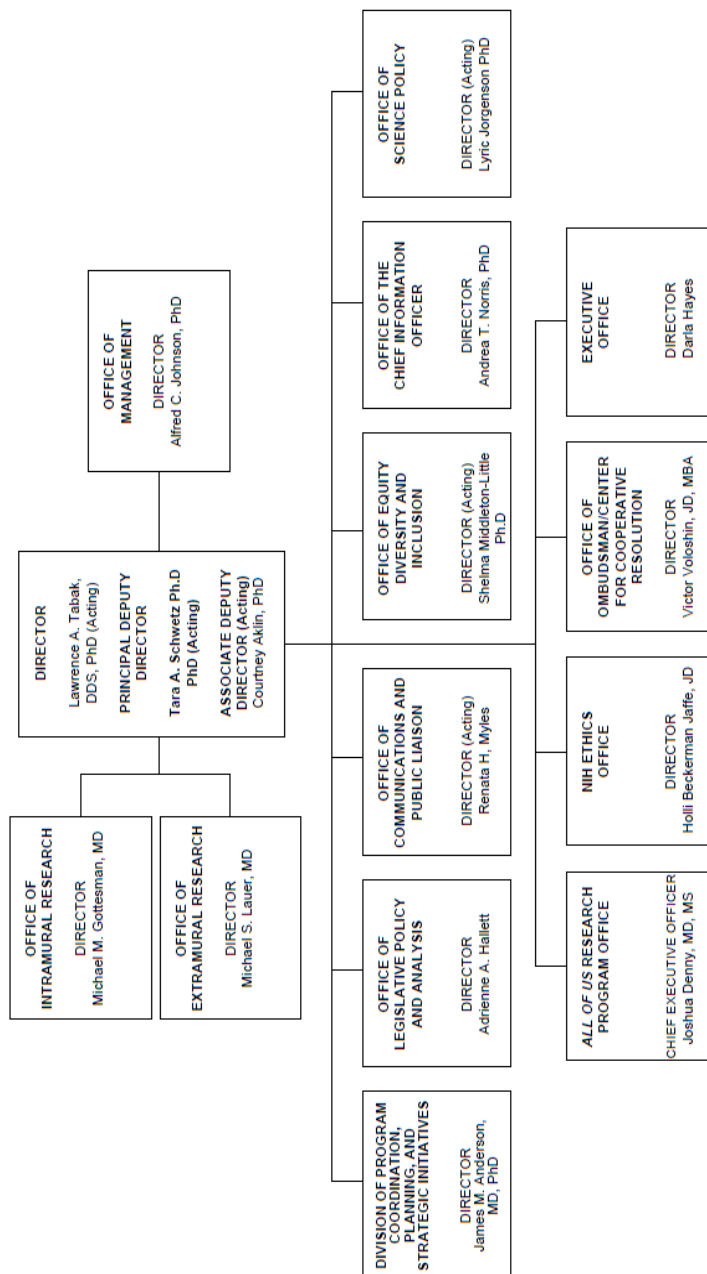 OFFICE OF
INTRAMURAL RESEARCH
DIRECTOR
Michael M. Gottesman, MD
OFFICE OF
EXTRAMURAL RESEARCH
DIRECTOR
Michael S. Lauer, MD
DIRECTOR
Lawrence A. Tabak,
DDS, PhD (Acting)
PRINCIPAL DEPUTY
DIRECTOR
Tara A. Schwetz Ph.D
PhD (Acting)
ASSOCIATE DEPUTY
DIRECTOR (Acting)
Courtney Aklin, PhD
OFFICE OF
MANAGEMENT
DIRECTOR
Alfred C. Johnson, PhD
DIVISION OF PROGRAM
COORDINATION,
PLANNING, AND
STRATEGIC INITIATIVES
DIRECTOR
James M. Anderson,
MD, PhD
OFFICE OF
LEGISLATIVE POLICY
AND ANALYSIS
DIRECTOR
Adrienne A. Hallett
OFFICE OF
COMMUNICATIONS AND
PUBLIC LIAISON
DIRECTOR (Acting)
Renata H, Myles
OFFICE OF EQUITY
DIVERSITY AND
INCLUSION
DIRECTOR (Acting)
Shelma Middleton-Little
Ph.D
OFFICE OF THE
CHIEF INFORMATION
OFFICER
DIRECTOR
Andrea T. Norris, PhD
OFFICE OF
SCIENCE POLICY
DIRECTOR (Acting)
Lyric Jorgenson PhD
ALL OF US RESEARCH
PROGRAM OFFICE
CHIEF EXECUTIVE OFFICER
Joshua Denny, MD, MS
NIH ETHICS
OFFICE
DIRECTOR
Holli Beckerman Jaffe, JD
OFFICE OF
OMBUDSMAN/CENTER
FOR COOPERATIVE
RESOLUTION
DIRECTOR
Victor Voloshin, JD, MBA
EXECUTIVE
OFFICE
DIRECTOR
Darla Hayes